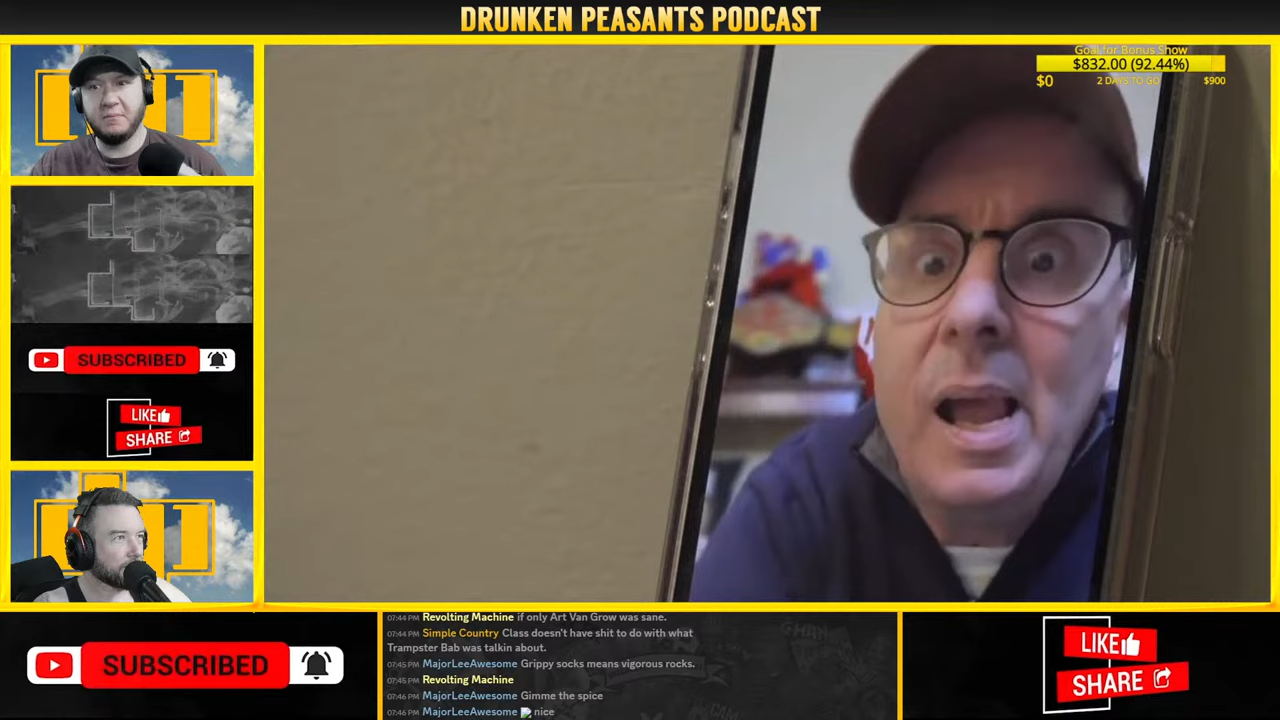 DRUNKEN PEASANTS PODCAST
Goal for Bonus Show
$832.00 (92.44%)
$0
2 DAYS TO GO
$900
SUBSCRIBED
LIKE
SHARE
SUBSCRIBED
07:44 PM Revolting Machine if only Art Van Grow was sane.
07:44 PM Simple Country Class doesn't have shit to do with what
Trampster Bab was talkin about.
07:45 PM MajorLeeAwesome Grippy socks means vigorous rocks.
07:45 PM Revolting Machine
07:46 PM MajorLeeAwesome Gimme the spice
07:46 PM MajorLeeAwesome nice
LIKE
SHARE